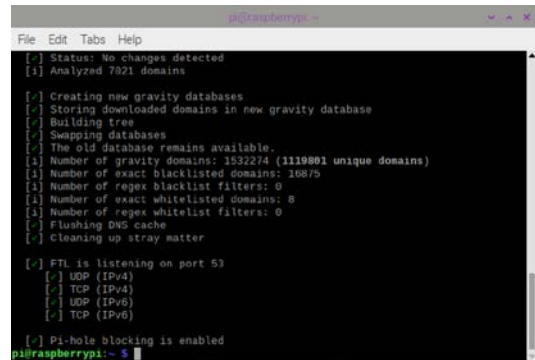 pi@raspberrypi: ~
File Edit Tabs Help
[✓] Status: No changes detected
[i] Analyzed 7021 domains
[✓] Creating new gravity databases
[✓] Storing downloaded domains in new gravity database
[✓] Building tree
[✓] Swapping databases
[✓] The old database remains available.
[i] Number of gravity domains: 1532274 (1119801 unique domains)
[i] Number of exact blacklisted domains: 16875
[i] Number of regex blacklist filters: 0
[i] Number of exact whitelisted domains: 8
[i] Number of regex whitelist filters: 0
[✓] Flushing DNS cache
[✓] Cleaning up stray matter
[✓] FTL is listening on port 53
[✓] UDP (IPv4)
[✓] TCP (IPv4)
[✓] UDP (IPv6)
[✓] TCP (IPv6)
[✓] Pi-hole blocking is enabled
pi@raspberrypi:~ $